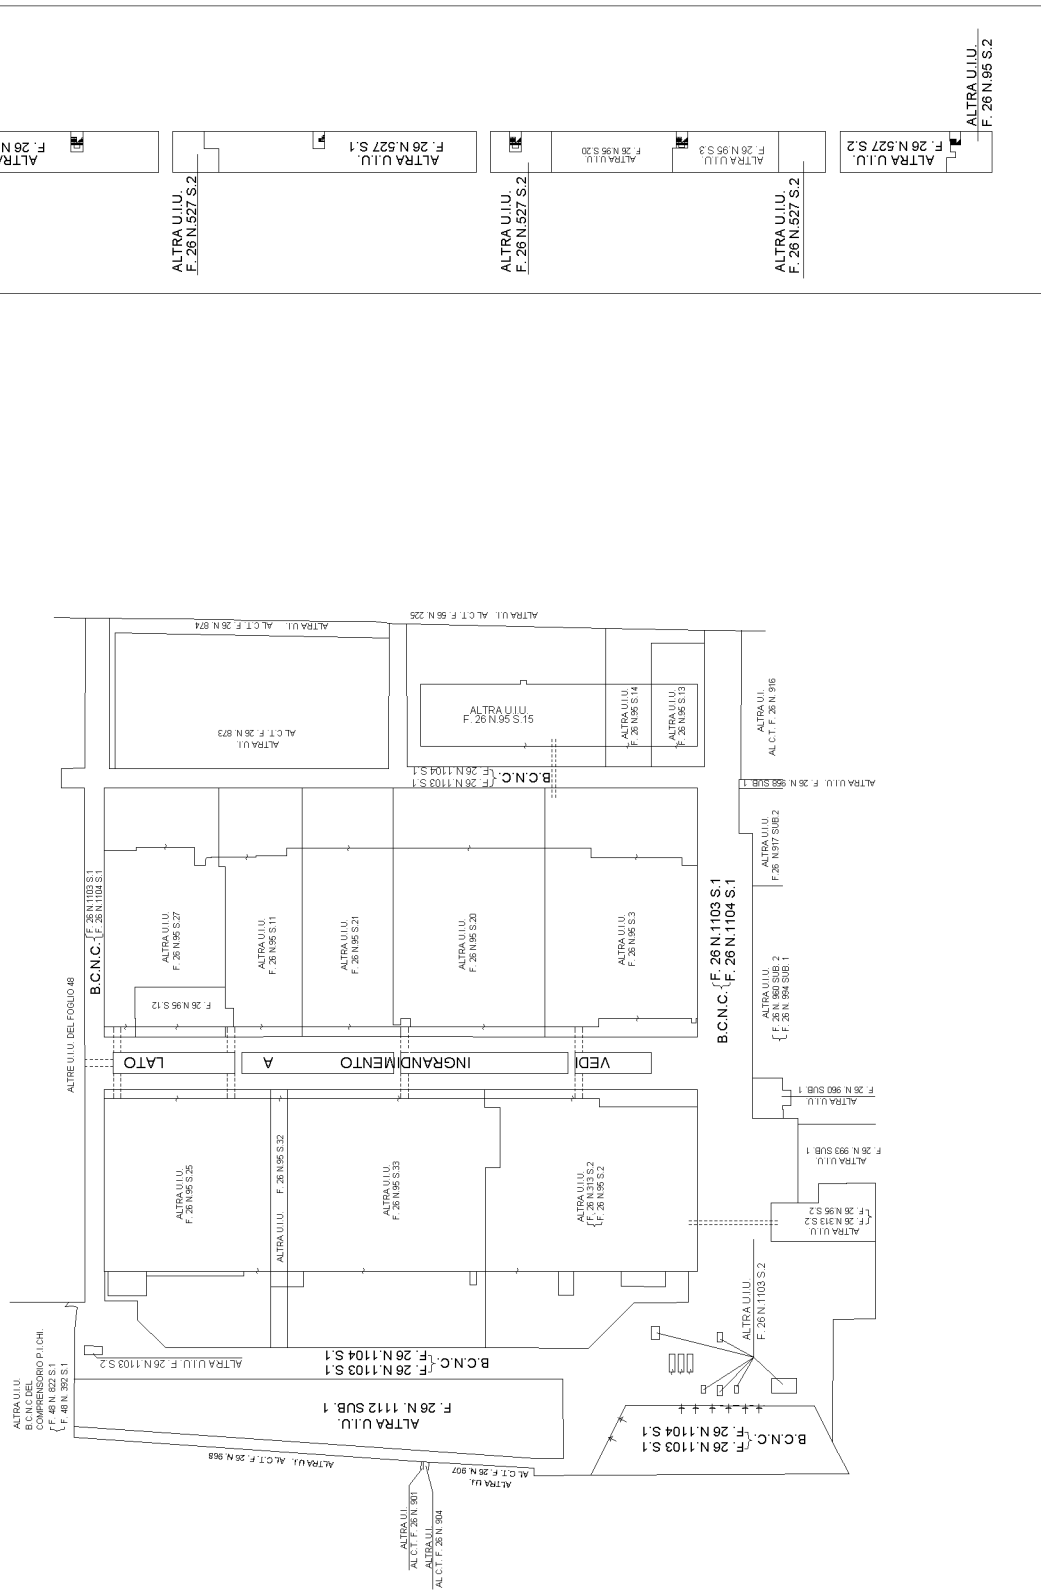 ALTRA U.I.U.
F. 26 N.95 S.2
F. 26 N
ALTRA
ALTRA U.I.U.
F. 26 N.527 S.1
ALTRA U.I.U.
F. 26 N.95 S.20
ALTRA U.I.U.
F. 26 N.95 S.3
ALTRA U.I.U.
F. 26 N.527 S.2
ALTRA U.I.U.
F. 26 N.527 S.2
ALTRA U.I.U.
F. 26 N.527 S.2
ALTRA U.I.U.
F. 26 N.527 S.2
ALTRA U.I. AL C.T. F. 56 N. 225
ALTRA U.I. AL C.T. F. 26 N. 874
ALTRA U.I.
AL C.T. F. 26 N. 873
ALTRA U.I.U.
F. 26 N.95 S.15
ALTRA U.I.U.
F. 26 N.95 S.14
ALTRA U.I.U.
F. 26 N.95 S.13
ALTRA U.I.
AL C.T. F. 26 N. 916
B.C.N.C. { F. 26 N.1103 S.1
F. 26 N.1104 S.1
ALTRA U.I.U. F. 26 N. 958 SUB. 1
ALTRA U.I.U.
F.26 N.917 SUB.2
B.C.N.C. { F. 26 N.1103 S.1
F. 26 N.1104 S.1
ALTRA U.I.U.
F. 26 N.95 S.27
ALTRA U.I.U.
F. 26 N.95 S.11
ALTRA U.I.U.
F. 26 N.95 S.21
ALTRA U.I.U.
F. 26 N.95 S.20
ALTRA U.I.U.
F. 26 N.95 S.3
B.C.N.C. { F. 26 N.1103 S.1
F. 26 N.1104 S.1
ALTRA U.I.U.
{ F. 26 N. 960 SUB. 2
F. 26 N. 994 SUB. 1
F. 26 N.95 S.12
ALTRE U.I.U. DEL FOGLIO 48
VEDI INGRANDIMENTO A LATO
ALTRA U.I.U
F. 26 N. 960 SUB. 1
ALTRA U.I.U.
F. 26 N. 993 SUB. 1
ALTRA U.I.U.
F. 26 N.95 S.25
ALTRA U.I.U. F. 26 N.95 S.32
ALTRA U.I.U.
F. 26 N.95 S.33
ALTRA U.I.U.
{ F. 26 N.313 S.2
F. 26 N.95 S.2
ALTRA U.I.U
{ F. 26 N.313 S.2
F. 26 N.95 S.2
ALTRA U.I.U.
F. 26 N.1103 S.2
ALTRA U.I.U.
B.C.N.C DEL
COMPRENSORIO P.I.CHI.
{ F. 48 N. 822 S.1
F. 48 N. 392 S.1
ALTRA U.I.U. F. 26 N.1103 S.2
B.C.N.C. { F. 26 N.1103 S.1
F. 26 N.1104 S.1
ALTRA U.I.U.
F. 26 N. 1112 SUB. 1
B.C.N.C. { F. 26 N.1103 S.1
F. 26 N.1104 S.1
ALTRA U.I. AL C.T. F. 26 N. 968
ALTRA U.I.
AL C.T. F. 26 N. 907
ALTRA U.I.
AL C.T. F. 26 N. 901
ALTRA U.I.
AL C.T. F. 26 N. 904